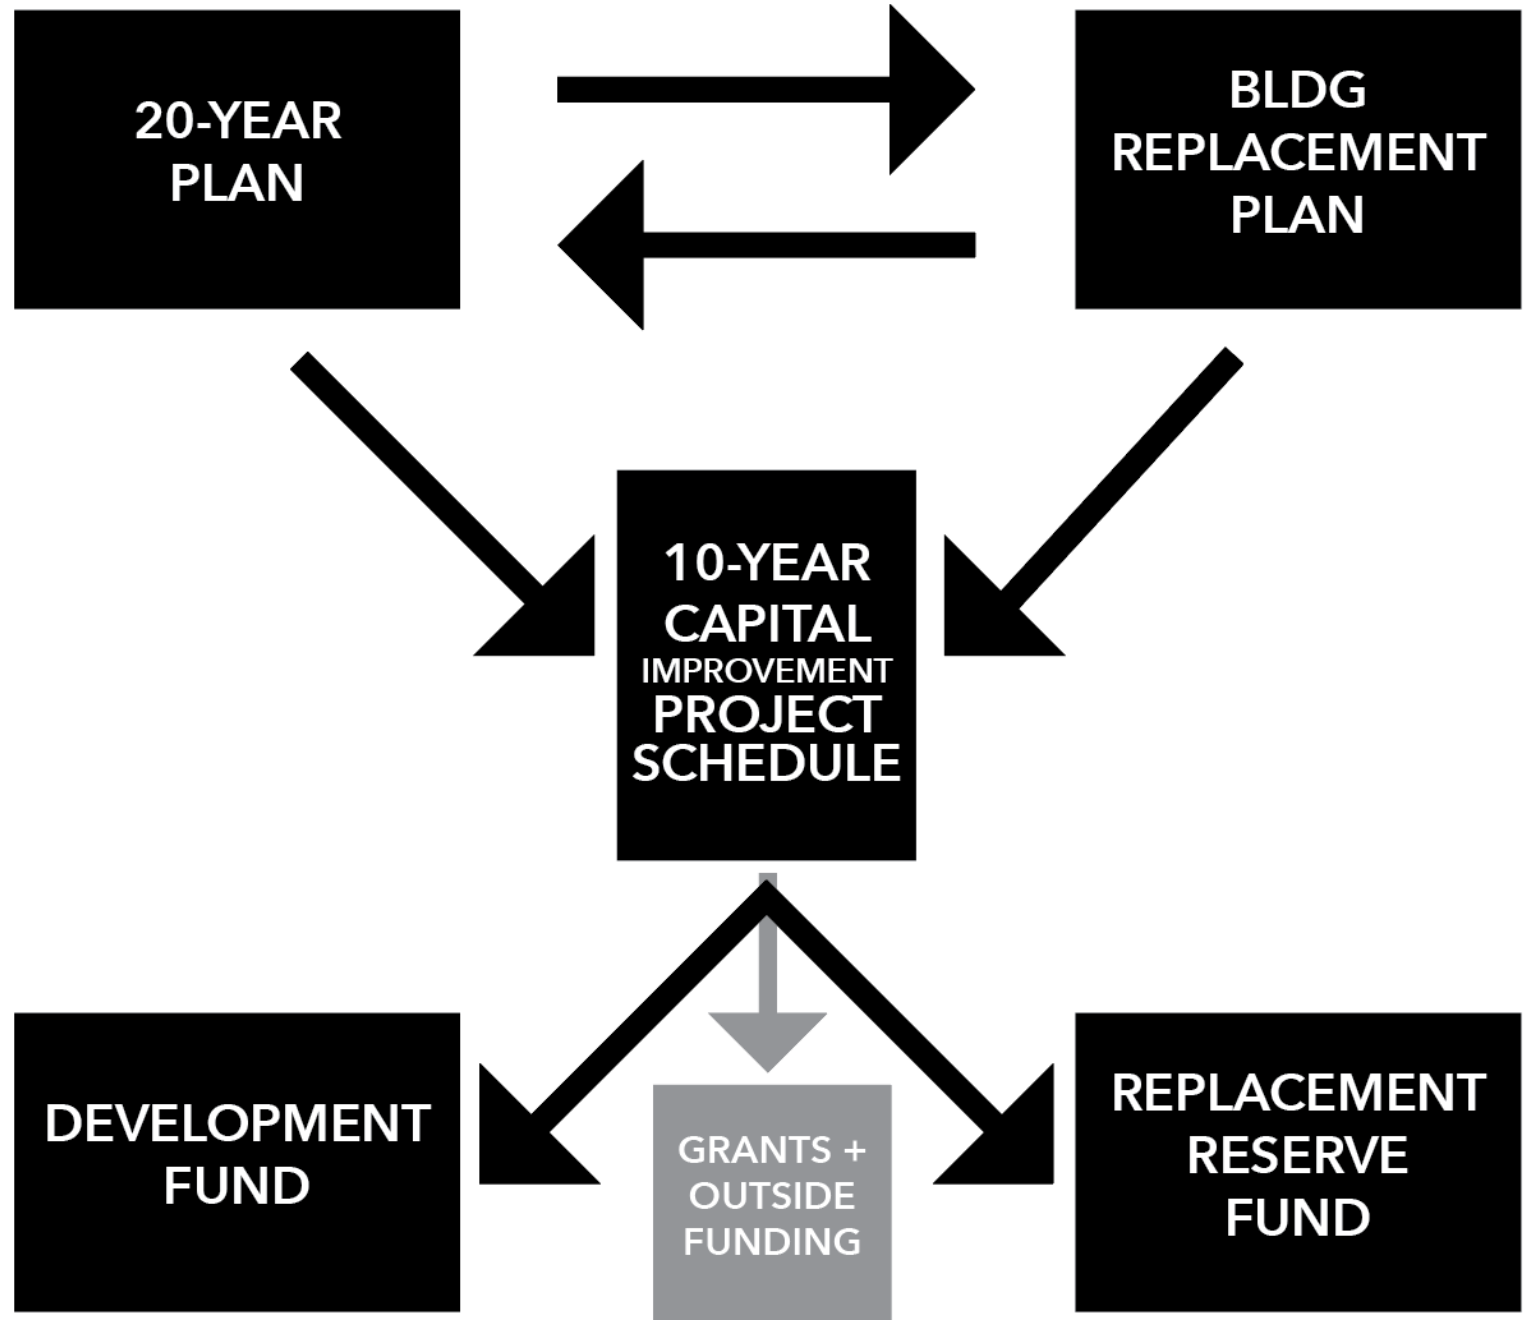 20-YEAR
PLAN
BLDG
REPLACEMENT
PLAN
10-YEAR
CAPITAL
IMPROVEMENT
PROJECT
SCHEDULE
DEVELOPMENT
FUND
GRANTS +
OUTSIDE
FUNDING
REPLACEMENT
RESERVE
FUND